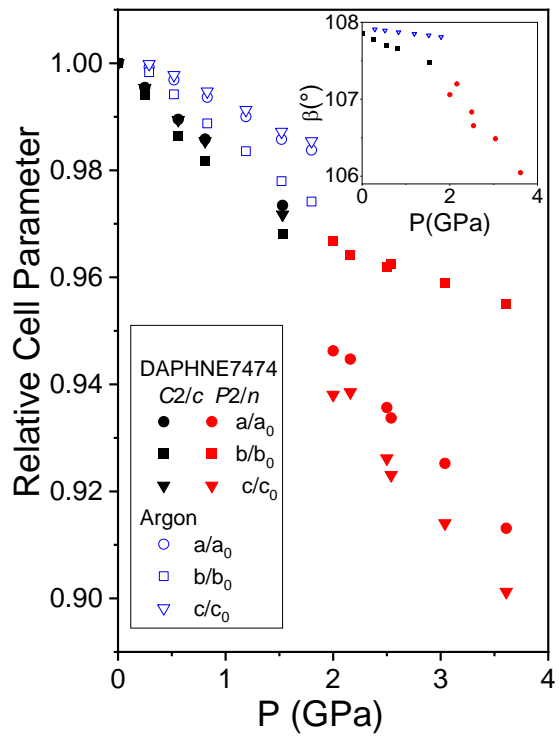 1.00
0.98
0.96
0.94
0.92
0.90
Relative Cell Parameter
0 1 2 3 4
P (GPa)
108
107
106
β(°)
0 2 4
P(GPa)
DAPHNE7474
C2/c P2/n
a/a₀
b/b₀
c/c₀
Argon
a/a₀
b/b₀
c/c₀